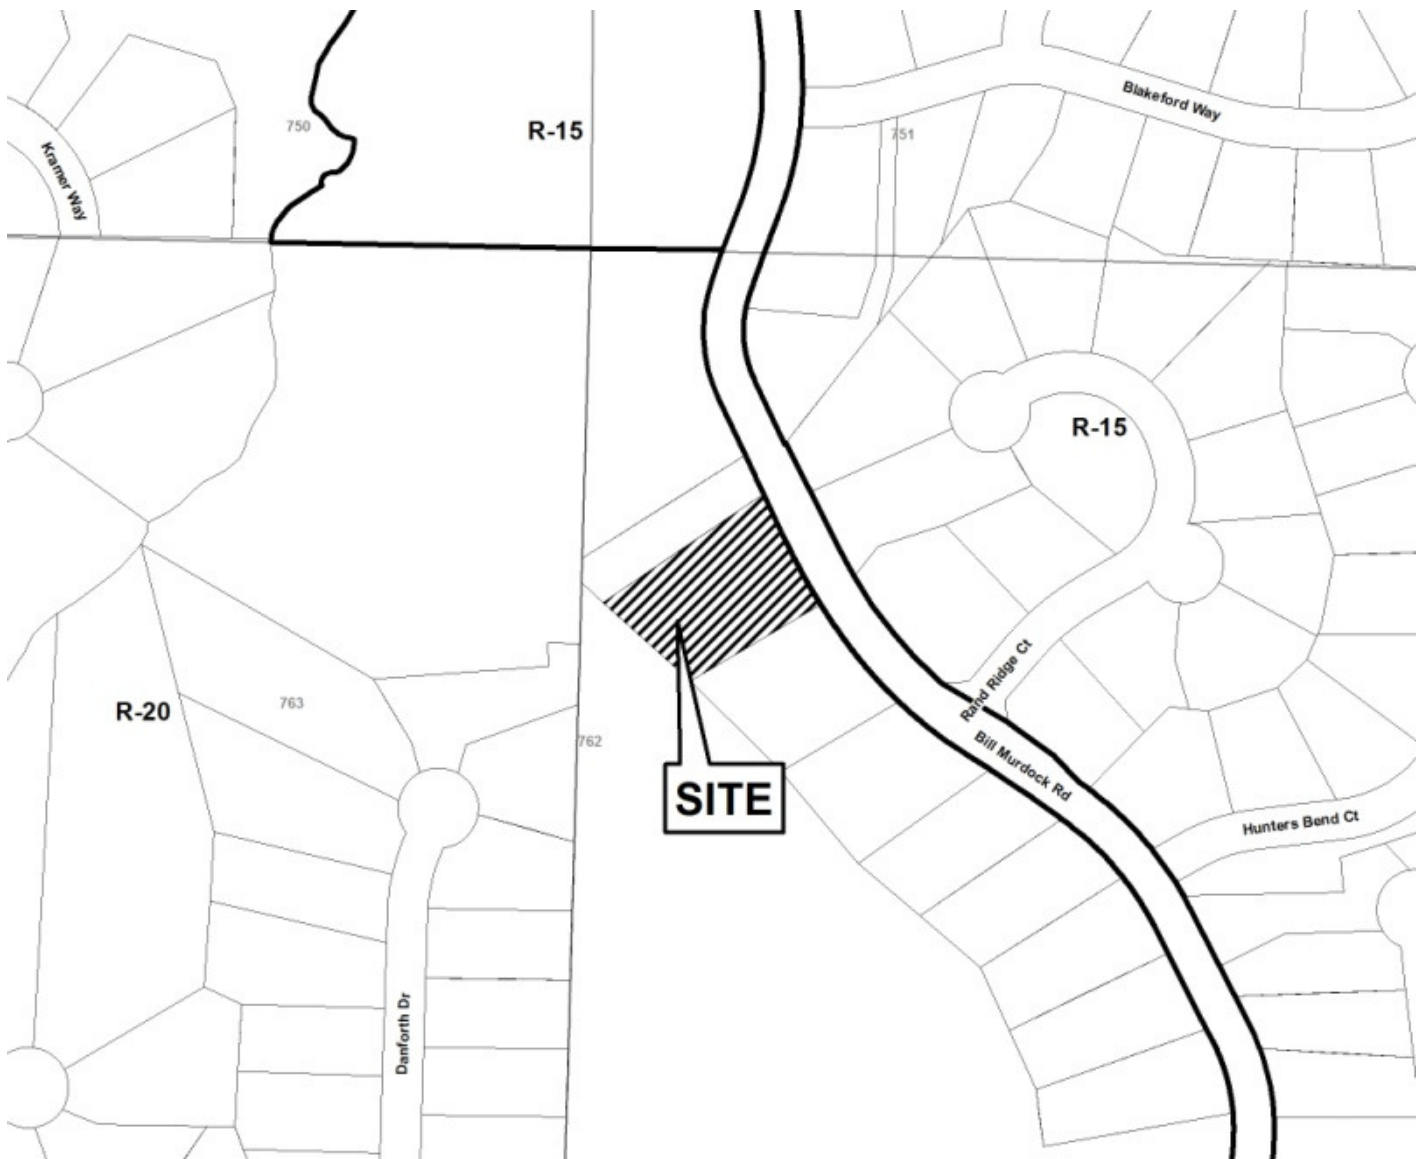 Blakeford Way
750
R-15
751
Kramer Way
R-15
Rand Ridge Ct
R-20
763
762
Bill Murdock Rd
SITE
Hunters Bend Ct
Danforth Dr